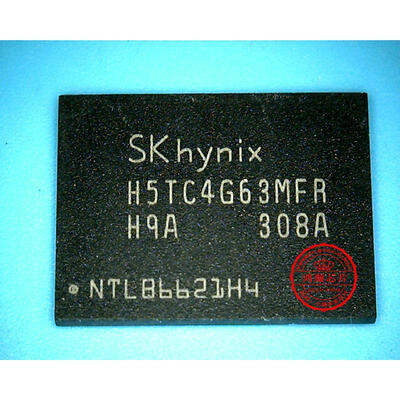 SKhynix
H5TC4G63MFR
H9A 308A
NTLB6621H4